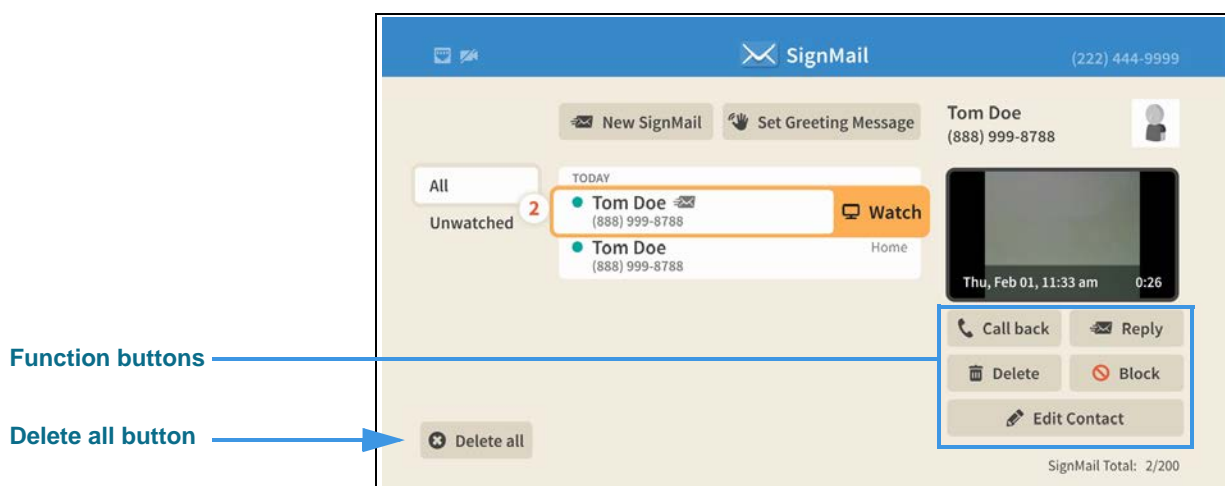 SignMail
(222) 444-9999
New SignMail
Set Greeting Message
Tom Doe
(888) 999-8788
All
Unwatched
2
TODAY
Tom Doe
(888) 999-8788
Watch
Tom Doe
Home
(888) 999-8788
Thu, Feb 01, 11:33 am
0:26
Call back
Reply
Function buttons
Delete
Block
Edit Contact
Delete all button
Delete all
SignMail Total: 2/200